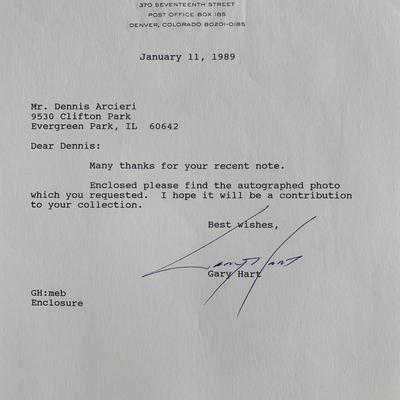 370 SEVENTEENTH STREET
POST OFFICE BOX 185
DENVER, COLORADO 80201-0185
January 11, 1989
Mr. Dennis Arcieri
9530 Clifton Park
Evergreen Park, IL 60642
Dear Dennis:
Many thanks for your recent note.
Enclosed please find the autographed photo
which you requested. I hope it will be a contribution
to your collection.
Best wishes,
Gary Hart
Gary Hart
GH:meb
Enclosure